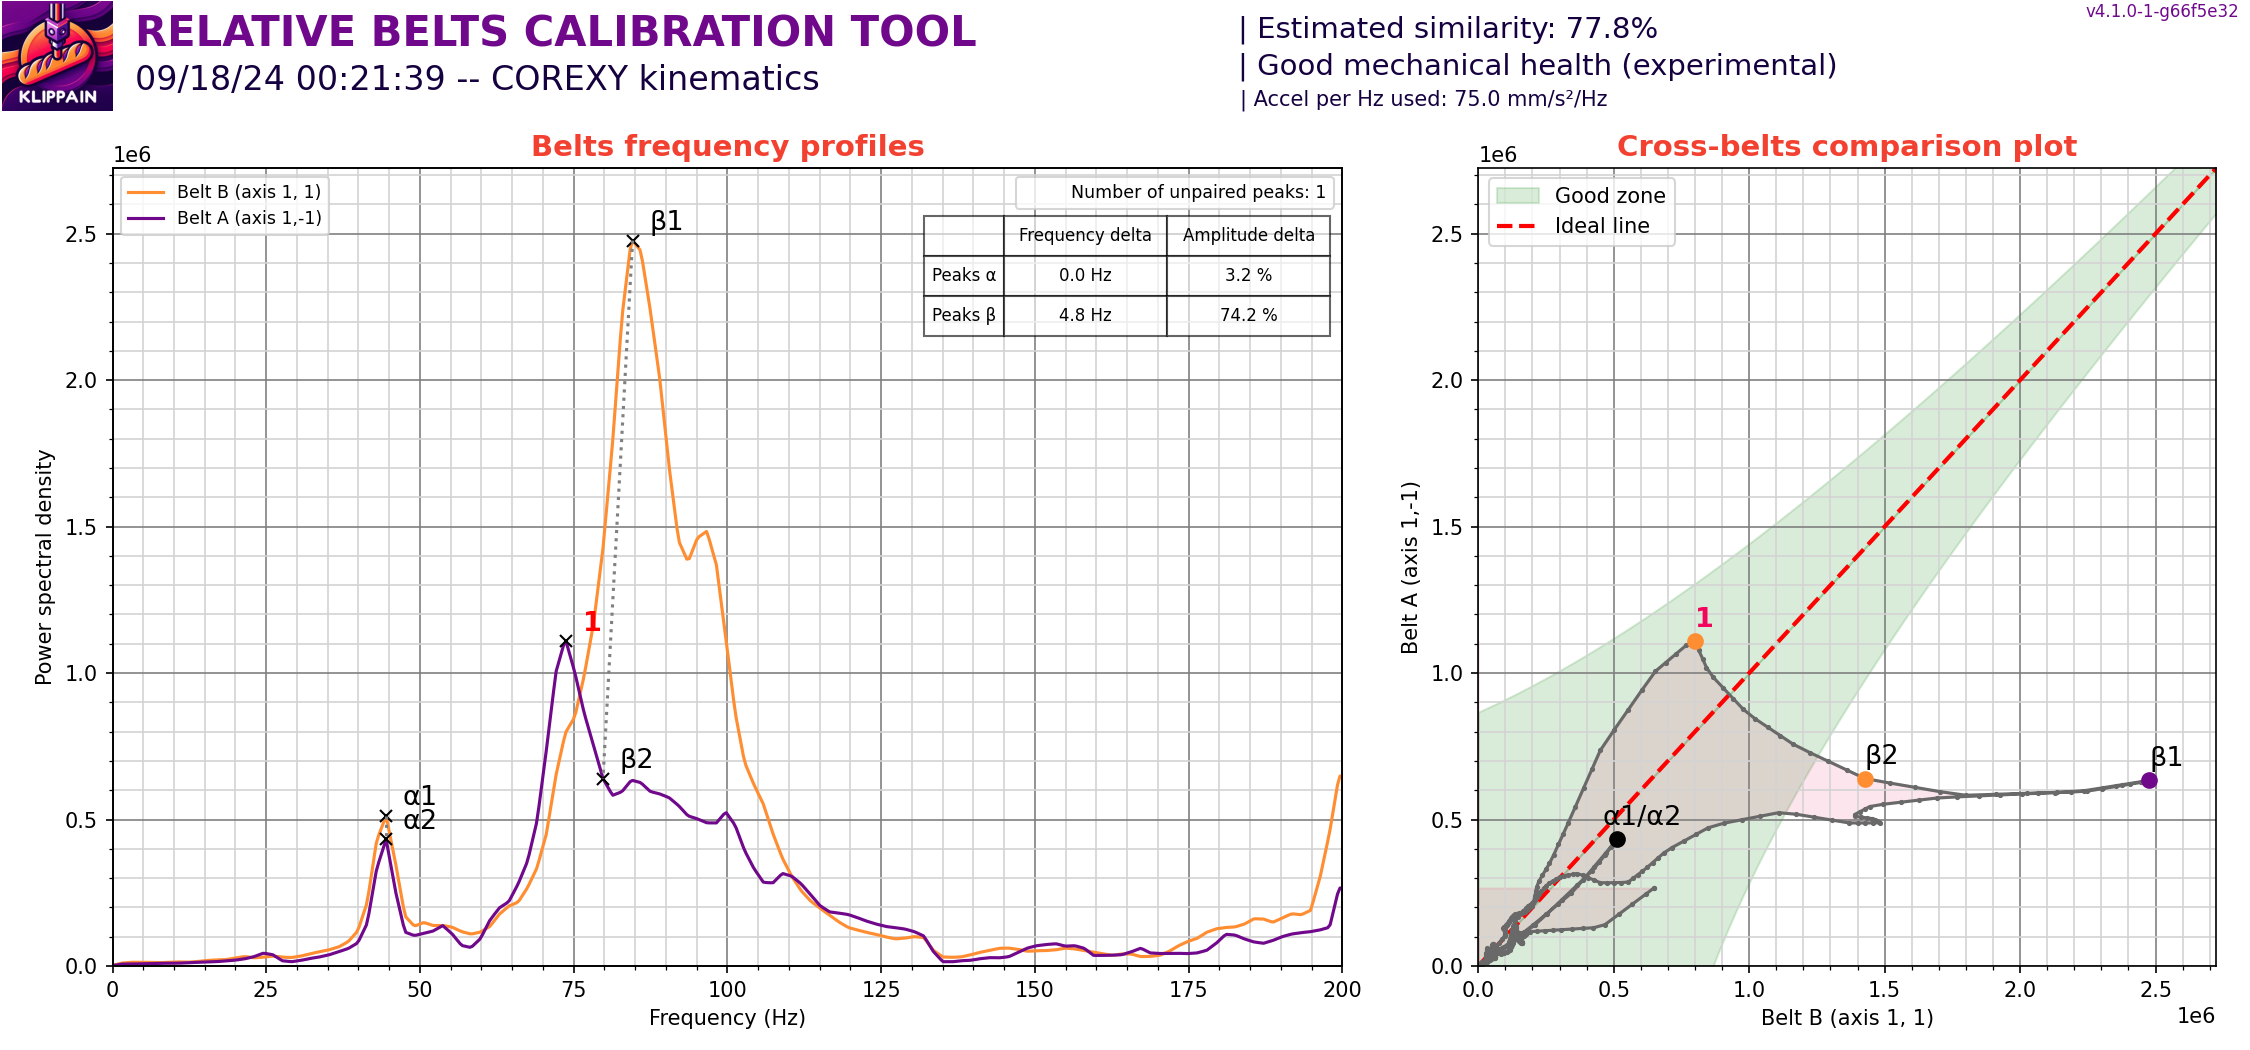 KLIPPAIN
RELATIVE BELTS CALIBRATION TOOL
09/18/24 00:21:39 -- COREXY kinematics
| Estimated similarity: 77.8%
| Good mechanical health (experimental)
| Accel per Hz used: 75.0 mm/s²/Hz
v4.1.0-1-g66f5e32
Belts frequency profiles
1e6
Belt B (axis 1, 1)
Belt A (axis 1,-1)
Number of unpaired peaks: 1
Frequency delta Amplitude delta
Peaks α 0.0 Hz 3.2 %
Peaks β 4.8 Hz 74.2 %
β1
1
β2
α1
α2
Power spectral density
2.5
2.0
1.5
1.0
0.5
0.0
0 25 50 75 100 125 150 175 200
Frequency (Hz)
Cross-belts comparison plot
1e6
Good zone
Ideal line
1
β2
β1
α1/α2
Belt A (axis 1,-1)
2.5
2.0
1.5
1.0
0.5
0.0
0.0 0.5 1.0 1.5 2.0 2.5
Belt B (axis 1, 1)
1e6